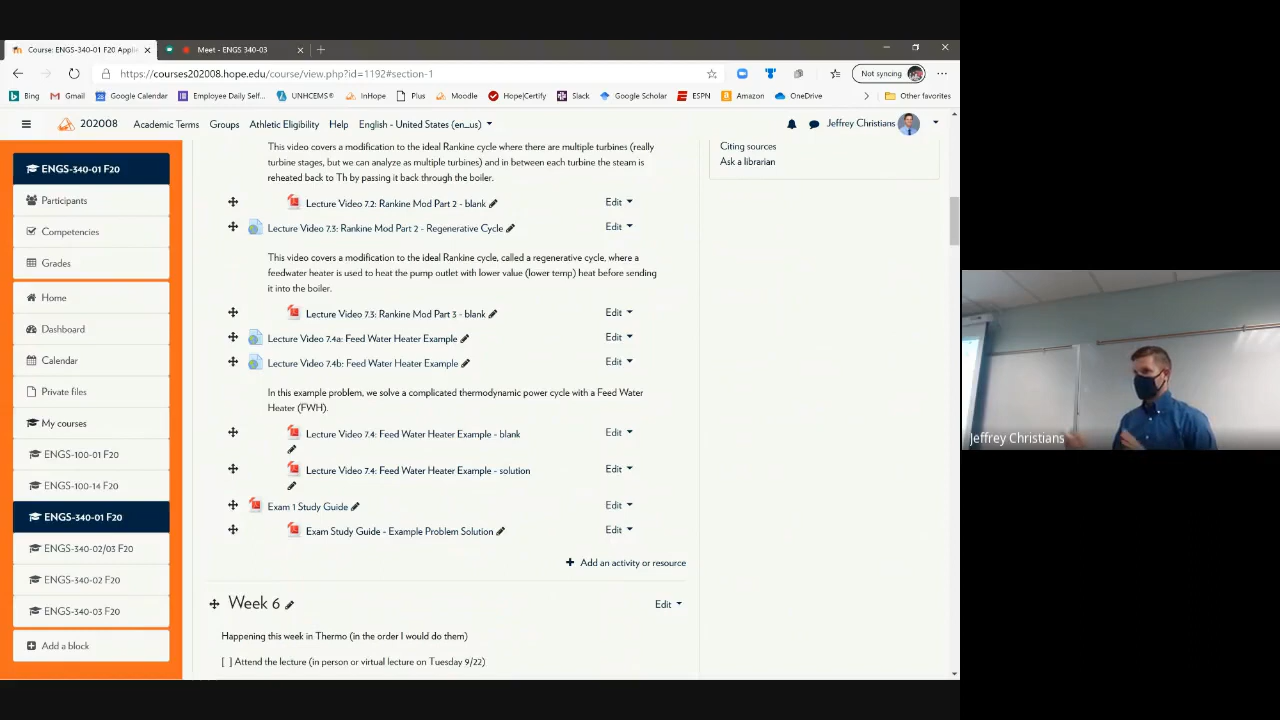 Course: ENGS-340-01 F20 Appli
Meet - ENGS 340-03
https://courses202008.hope.edu/course/view.php?id=1192#section-1
Not syncing
Bing
Gmail
Google Calendar
Employee Daily Self...
UNHCEMS®
InHope
Plus
Moodle
Hope|Certify
Slack
Google Scholar
ESPN
Amazon
OneDrive
Other favorites
202008
Academic Terms
Groups
Athletic Eligibility
Help
English - United States (en_us)
Jeffrey Christians
ENGS-340-01 F20
Participants
Competencies
Grades
Home
Dashboard
Calendar
Private files
My courses
ENGS-100-01 F20
ENGS-100-14 F20
ENGS-340-01 F20
ENGS-340-02/03 F20
ENGS-340-02 F20
ENGS-340-03 F20
Add a block
This video covers a modification to the ideal Rankine cycle where there are multiple turbines (really
turbine stages, but we can analyze as multiple turbines) and in between each turbine the steam is
reheated back to Th by passing it back through the boiler.
Lecture Video 7.2: Rankine Mod Part 2 - blank
Edit
Lecture Video 7.3: Rankine Mod Part 2 - Regenerative Cycle
Edit
This video covers a modification to the ideal Rankine cycle, called a regenerative cycle, where a
feedwater heater is used to heat the pump outlet with lower value (lower temp) heat before sending
it into the boiler.
Lecture Video 7.3: Rankine Mod Part 3 - blank
Edit
Lecture Video 7.4a: Feed Water Heater Example
Edit
Lecture Video 7.4b: Feed Water Heater Example
Edit
In this example problem, we solve a complicated thermodynamic power cycle with a Feed Water
Heater (FWH).
Lecture Video 7.4: Feed Water Heater Example - blank
Edit
Lecture Video 7.4: Feed Water Heater Example - solution
Edit
Exam 1 Study Guide
Edit
Exam Study Guide - Example Problem Solution
Edit
Add an activity or resource
Week 6
Edit
Happening this week in Thermo (in the order I would do them)
[ ] Attend the lecture (in person or virtual lecture on Tuesday 9/22)
Citing sources
Ask a librarian
Jeffrey Christians